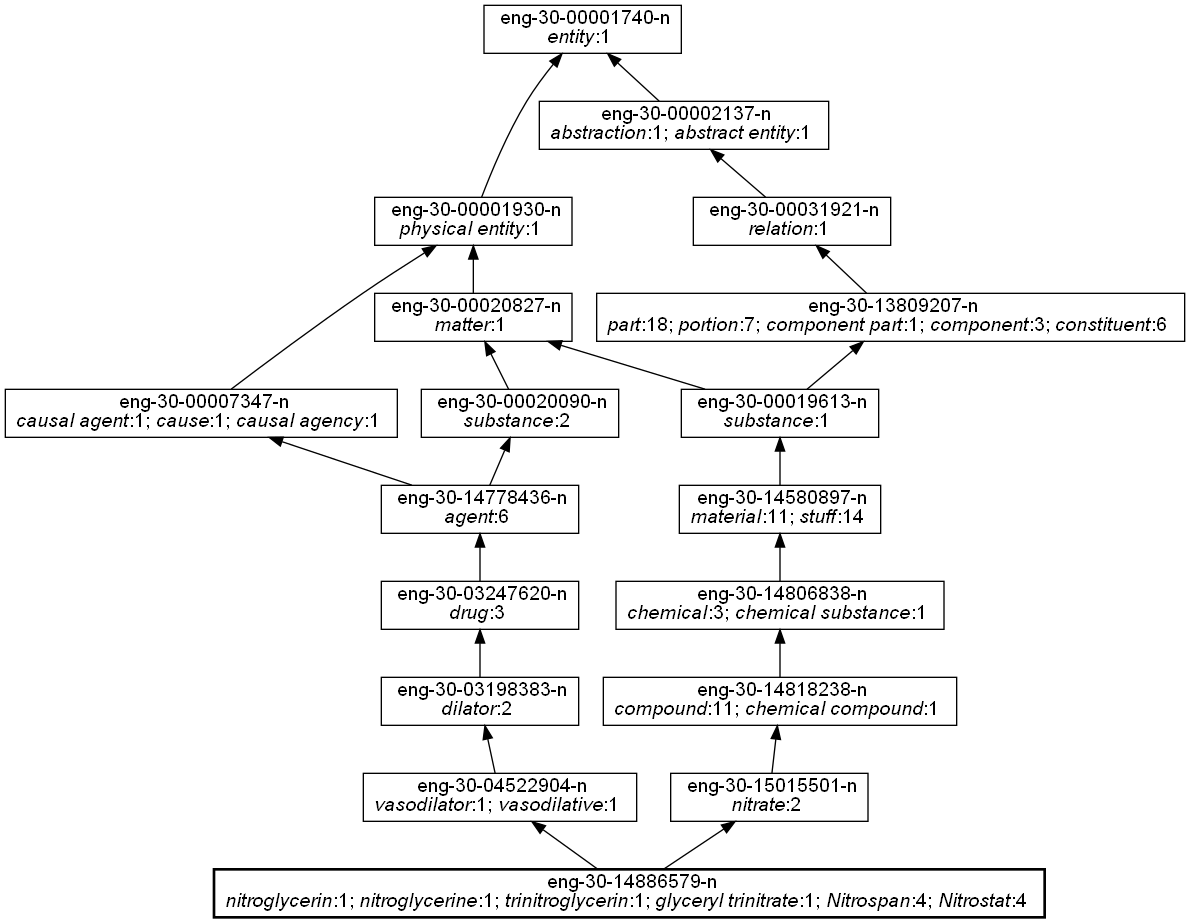 eng-30-00001740-n
entity:1
eng-30-00002137-n
abstraction:1; abstract entity:1
eng-30-00001930-n
physical entity:1
eng-30-00031921-n
relation:1
eng-30-00020827-n
matter:1
eng-30-13809207-n
part:18; portion:7; component part:1; component:3; constituent:6
eng-30-00007347-n
causal agent:1; cause:1; causal agency:1
eng-30-00020090-n
substance:2
eng-30-00019613-n
substance:1
eng-30-14778436-n
agent:6
eng-30-14580897-n
material:11; stuff:14
eng-30-03247620-n
drug:3
eng-30-14806838-n
chemical:3; chemical substance:1
eng-30-03198383-n
dilator:2
eng-30-14818238-n
compound:11; chemical compound:1
eng-30-04522904-n
vasodilator:1; vasodilative:1
eng-30-15015501-n
nitrate:2
eng-30-14886579-n
nitroglycerin:1; nitroglycerine:1; trinitroglycerin:1; glyceryl trinitrate:1; Nitrospan:4; Nitrostat:4